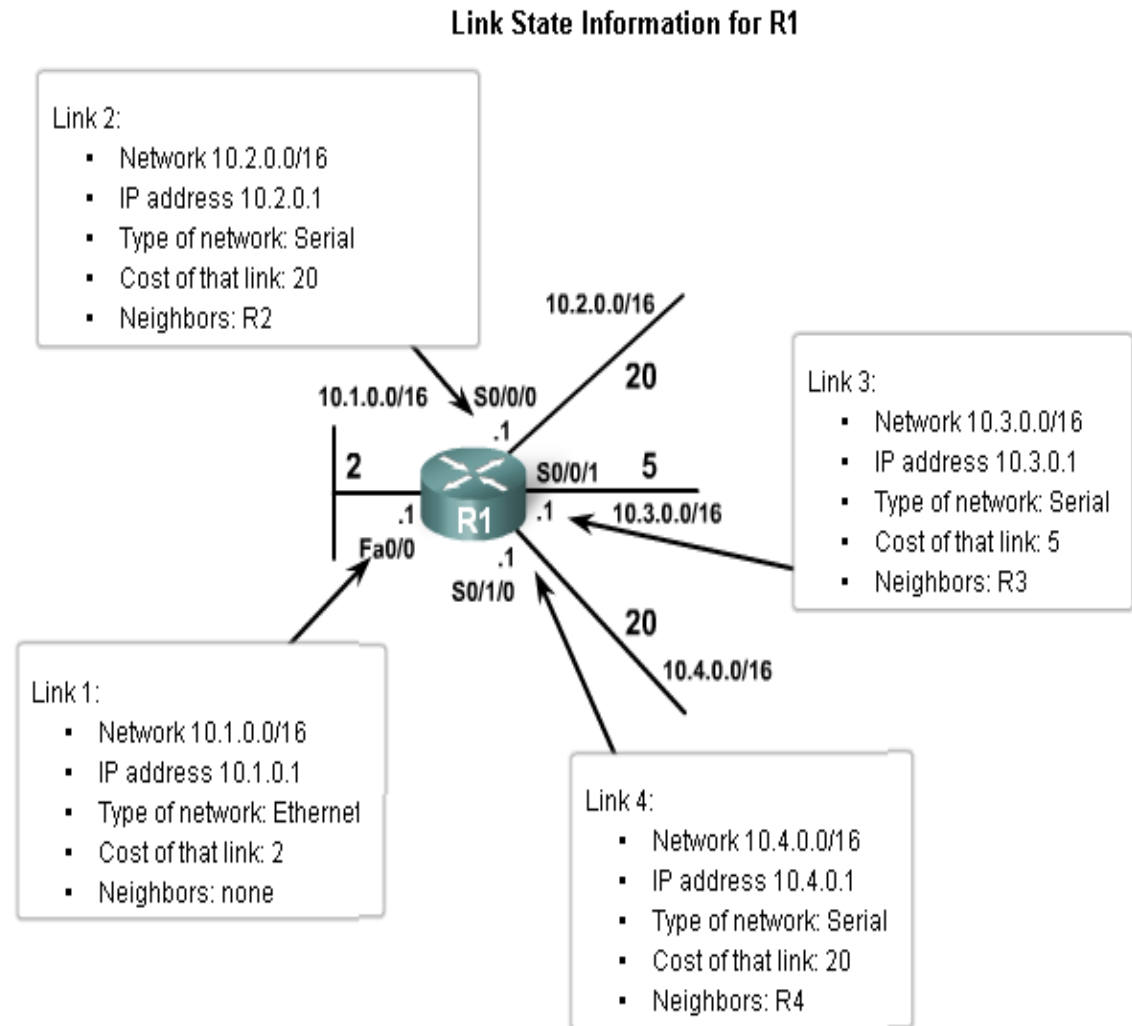 Link State Information for R1
Link 2:
▪ Network 10.2.0.0/16
▪ IP address 10.2.0.1
▪ Type of network: Serial
▪ Cost of that link: 20
▪ Neighbors: R2
10.2.0.0/16
20
10.1.0.0/16
S0/0/0
.1
2
S0/0/1
5
.1
R1
.1
10.3.0.0/16
Fa0/0
.1
S0/1/0
20
10.4.0.0/16
Link 3:
▪ Network 10.3.0.0/16
▪ IP address 10.3.0.1
▪ Type of network: Serial
▪ Cost of that link: 5
▪ Neighbors: R3
Link 1:
▪ Network 10.1.0.0/16
▪ IP address 10.1.0.1
▪ Type of network: Ethernet
▪ Cost of that link: 2
▪ Neighbors: none
Link 4:
▪ Network 10.4.0.0/16
▪ IP address 10.4.0.1
▪ Type of network: Serial
▪ Cost of that link: 20
▪ Neighbors: R4